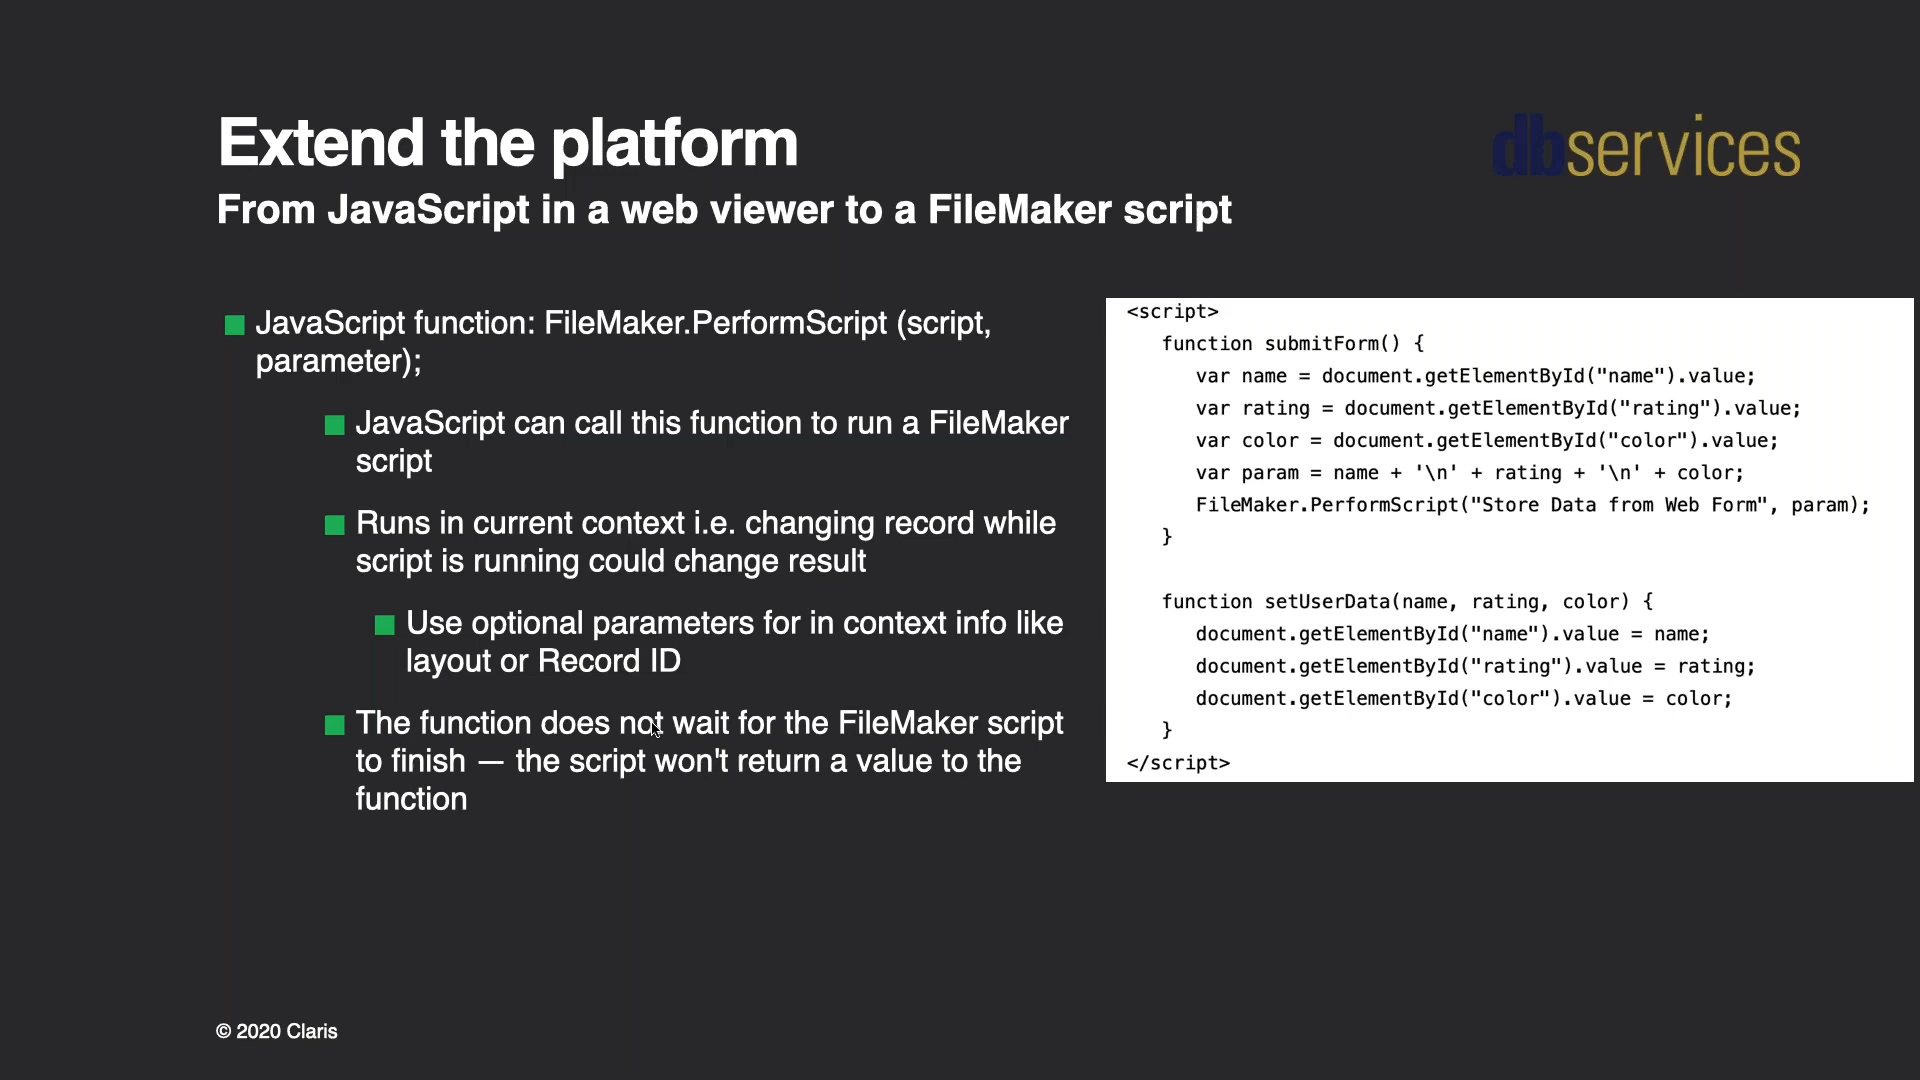 Extend the platform
From JavaScript in a web viewer to a FileMaker script
dbservices
JavaScript function: FileMaker.PerformScript (script,
parameter);
JavaScript can call this function to run a FileMaker
script
Runs in current context i.e. changing record while
script is running could change result
Use optional parameters for in context info like
layout or Record ID
The function does not wait for the FileMaker script
to finish — the script won't return a value to the
function
<script>
function submitForm() {
var name = document.getElementById("name").value;
var rating = document.getElementById("rating").value;
var color = document.getElementById("color").value;
var param = name + '\n' + rating + '\n' + color;
FileMaker.PerformScript("Store Data from Web Form", param);
}
function setUserData(name, rating, color) {
document.getElementById("name").value = name;
document.getElementById("rating").value = rating;
document.getElementById("color").value = color;
}
</script>
© 2020 Claris